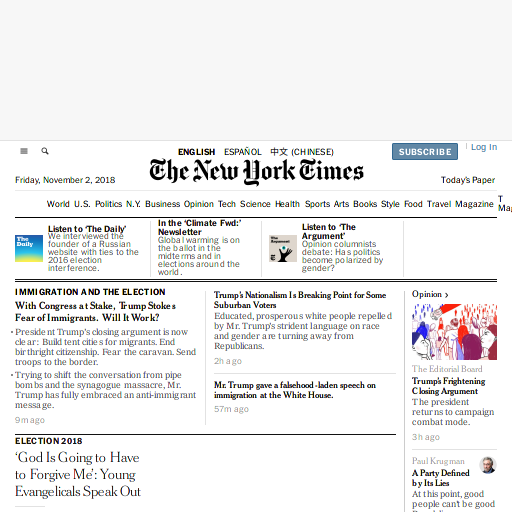 ENGLISH ESPAÑOL 中文 (CHINESE)
SUBSCRIBE
Log In
The New York Times
Friday, November 2, 2018
Today's Paper
World U.S. Politics N.Y. Business Opinion Tech Science Health Sports Arts Books Style Food Travel Magazine T Mag
The Daily
Listen to 'The Daily'
We interviewed the
founder of a Russian
website with ties to the
2016 election
interference.
In the 'Climate Fwd:'
Newsletter
Global warming is on
the ballot in the
midterms and in
elections around the
world.
The Argument
Listen to 'The
Argument'
Opinion columnists
debate: Has politics
become polarized by
gender?
IMMIGRATION AND THE ELECTION
With Congress at Stake, Trump Stokes
Fear of Immigrants. Will It Work?
• President Trump's closing argument is now
clear: Build tent cities for migrants. End
birthright citizenship. Fear the caravan. Send
troops to the border.
• Trying to shift the conversation from pipe
bombs and the synagogue massacre, Mr.
Trump has fully embraced an anti-immigrant
message.
9m ago
Trump's Nationalism Is Breaking Point for Some
Suburban Voters
Educated, prosperous white people repelled
by Mr. Trump's strident language on race
and gender are turning away from
Republicans.
2h ago
Mr. Trump gave a falsehood-laden speech on
immigration at the White House.
57m ago
ELECTION 2018
'God Is Going to Have
to Forgive Me': Young
Evangelicals Speak Out
Opinion ›
The Editorial Board
Trump's Frightening
Closing Argument
The president
returns to campaign
combat mode.
3h ago
Paul Krugman
A Party Defined
by Its Lies
At this point, good
people can't be good